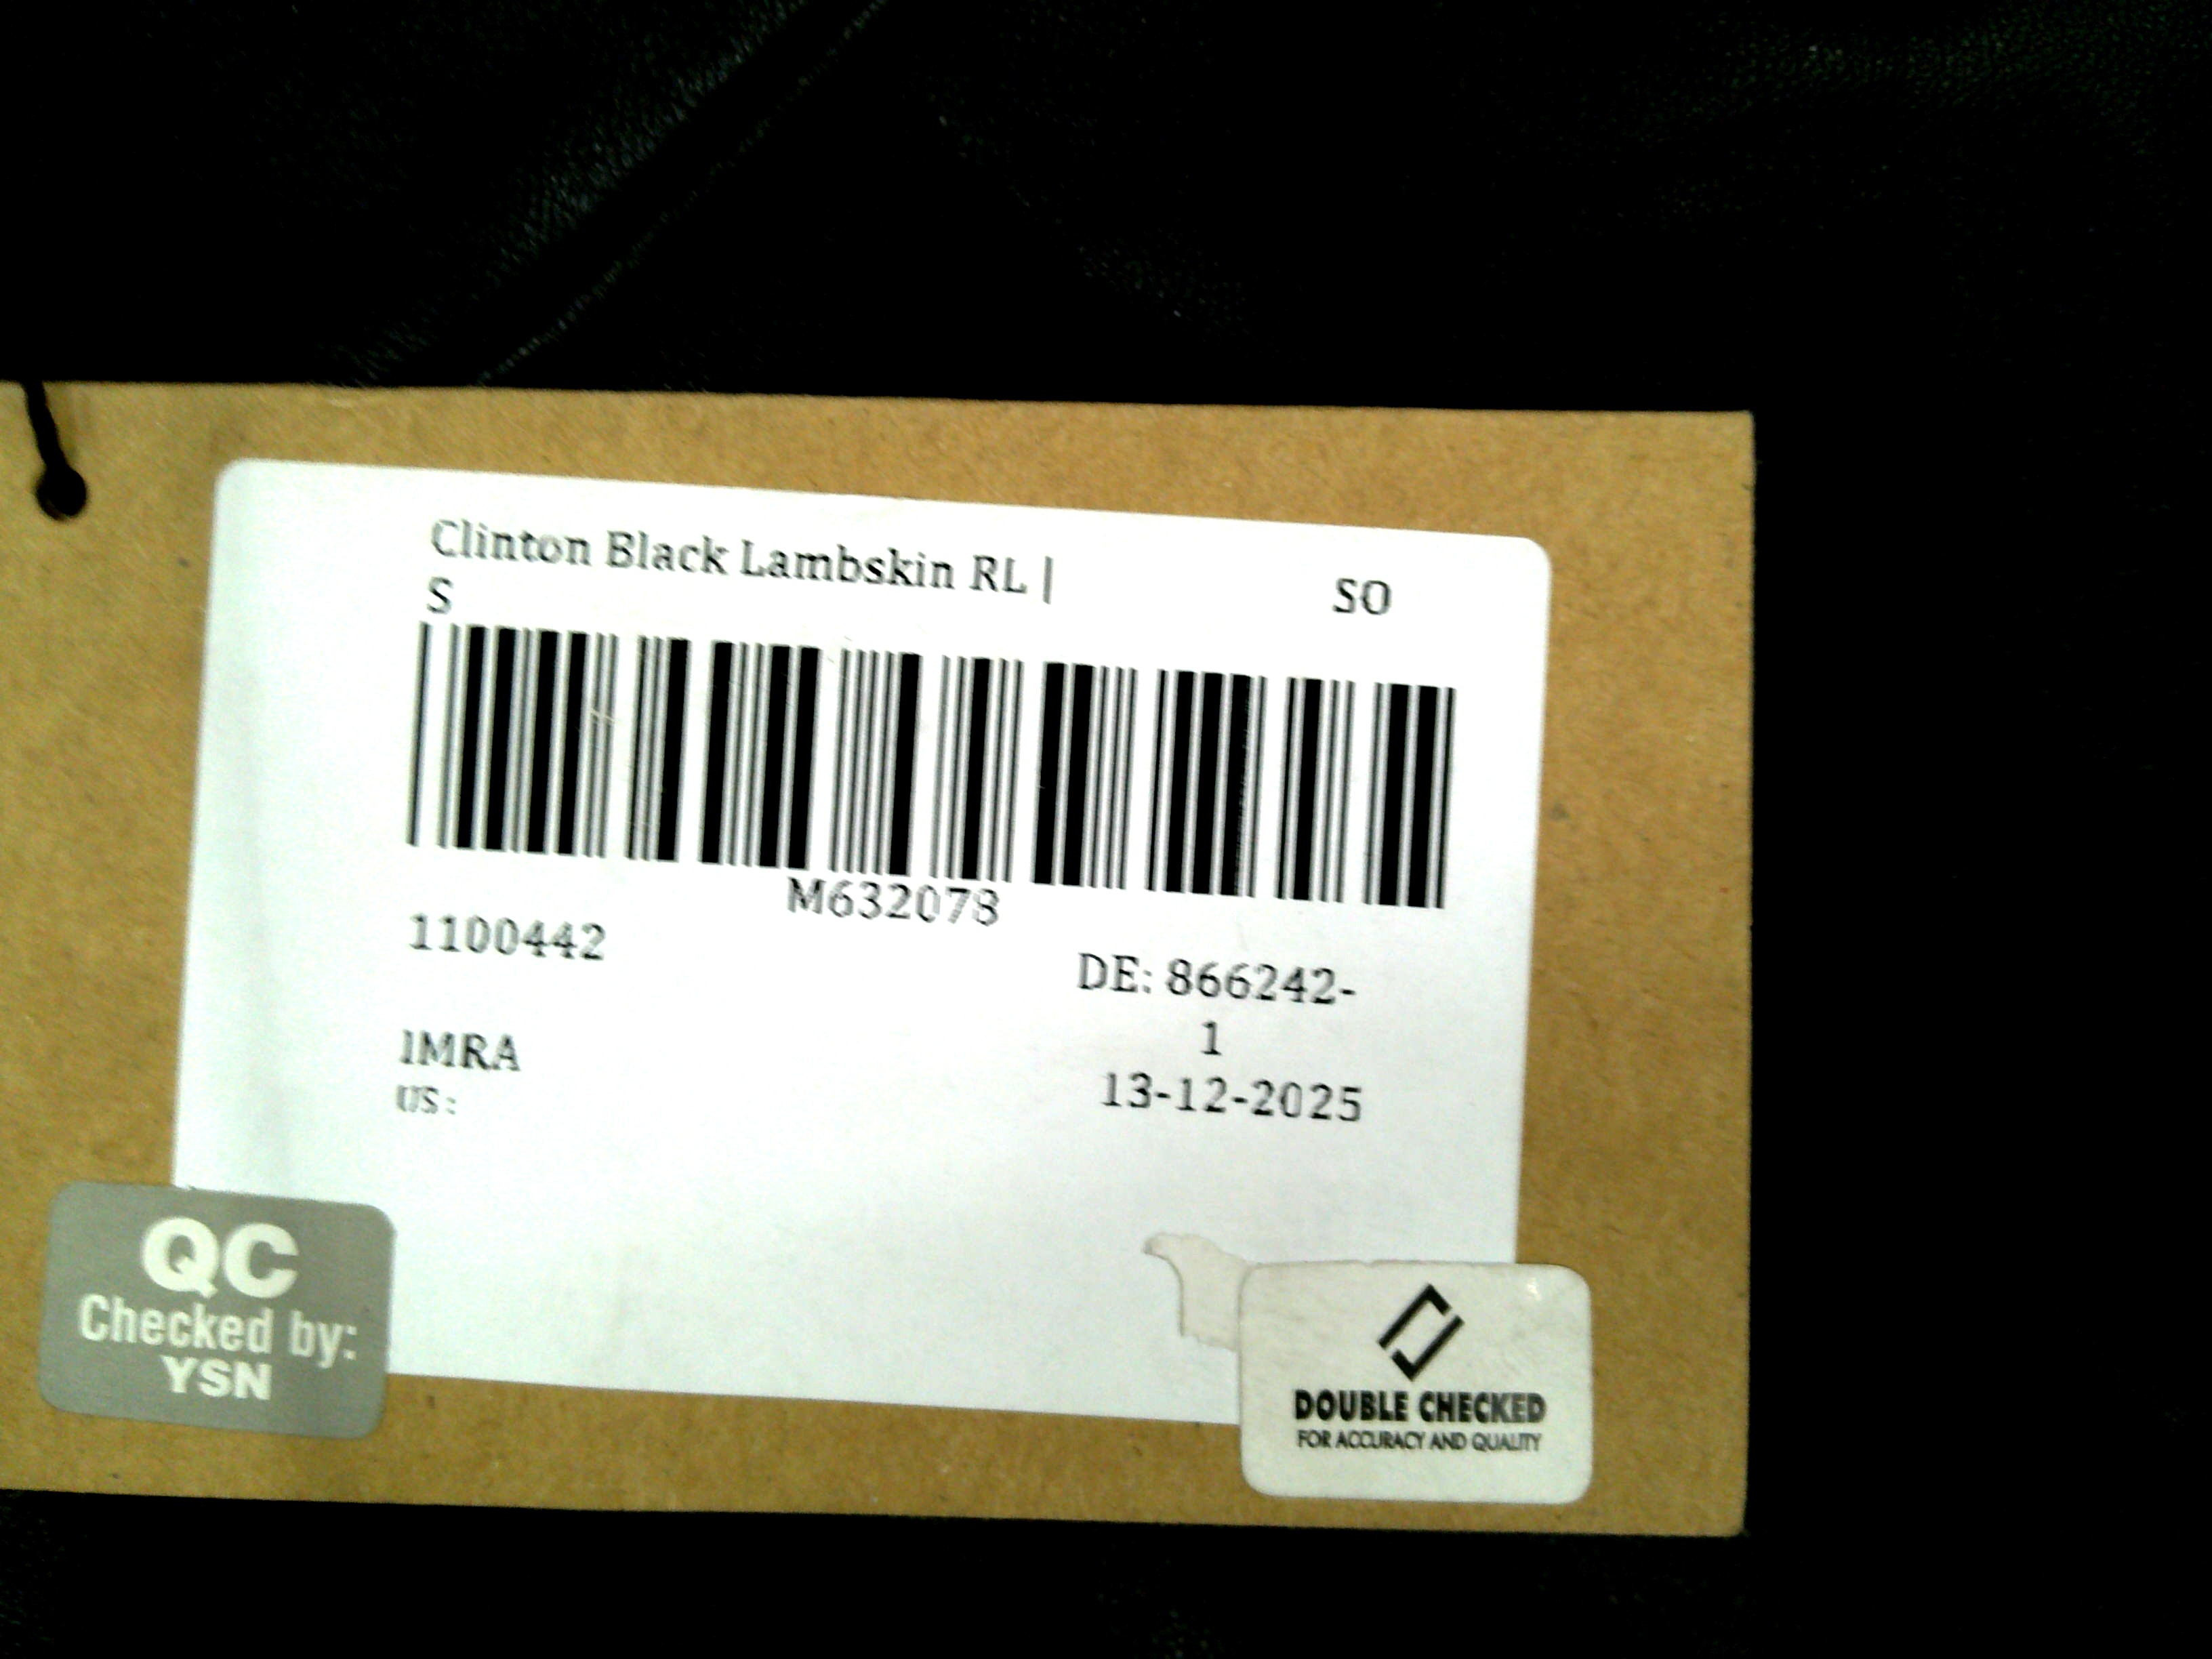 Clinton Black Lambskin RL |
S
SO
M632078
1100442
DE: 866242-
1
IMRA
13-12-2025
US:
QC
Checked by:
YSN
DOUBLE CHECKED
FOR ACCURACY AND QUALITY